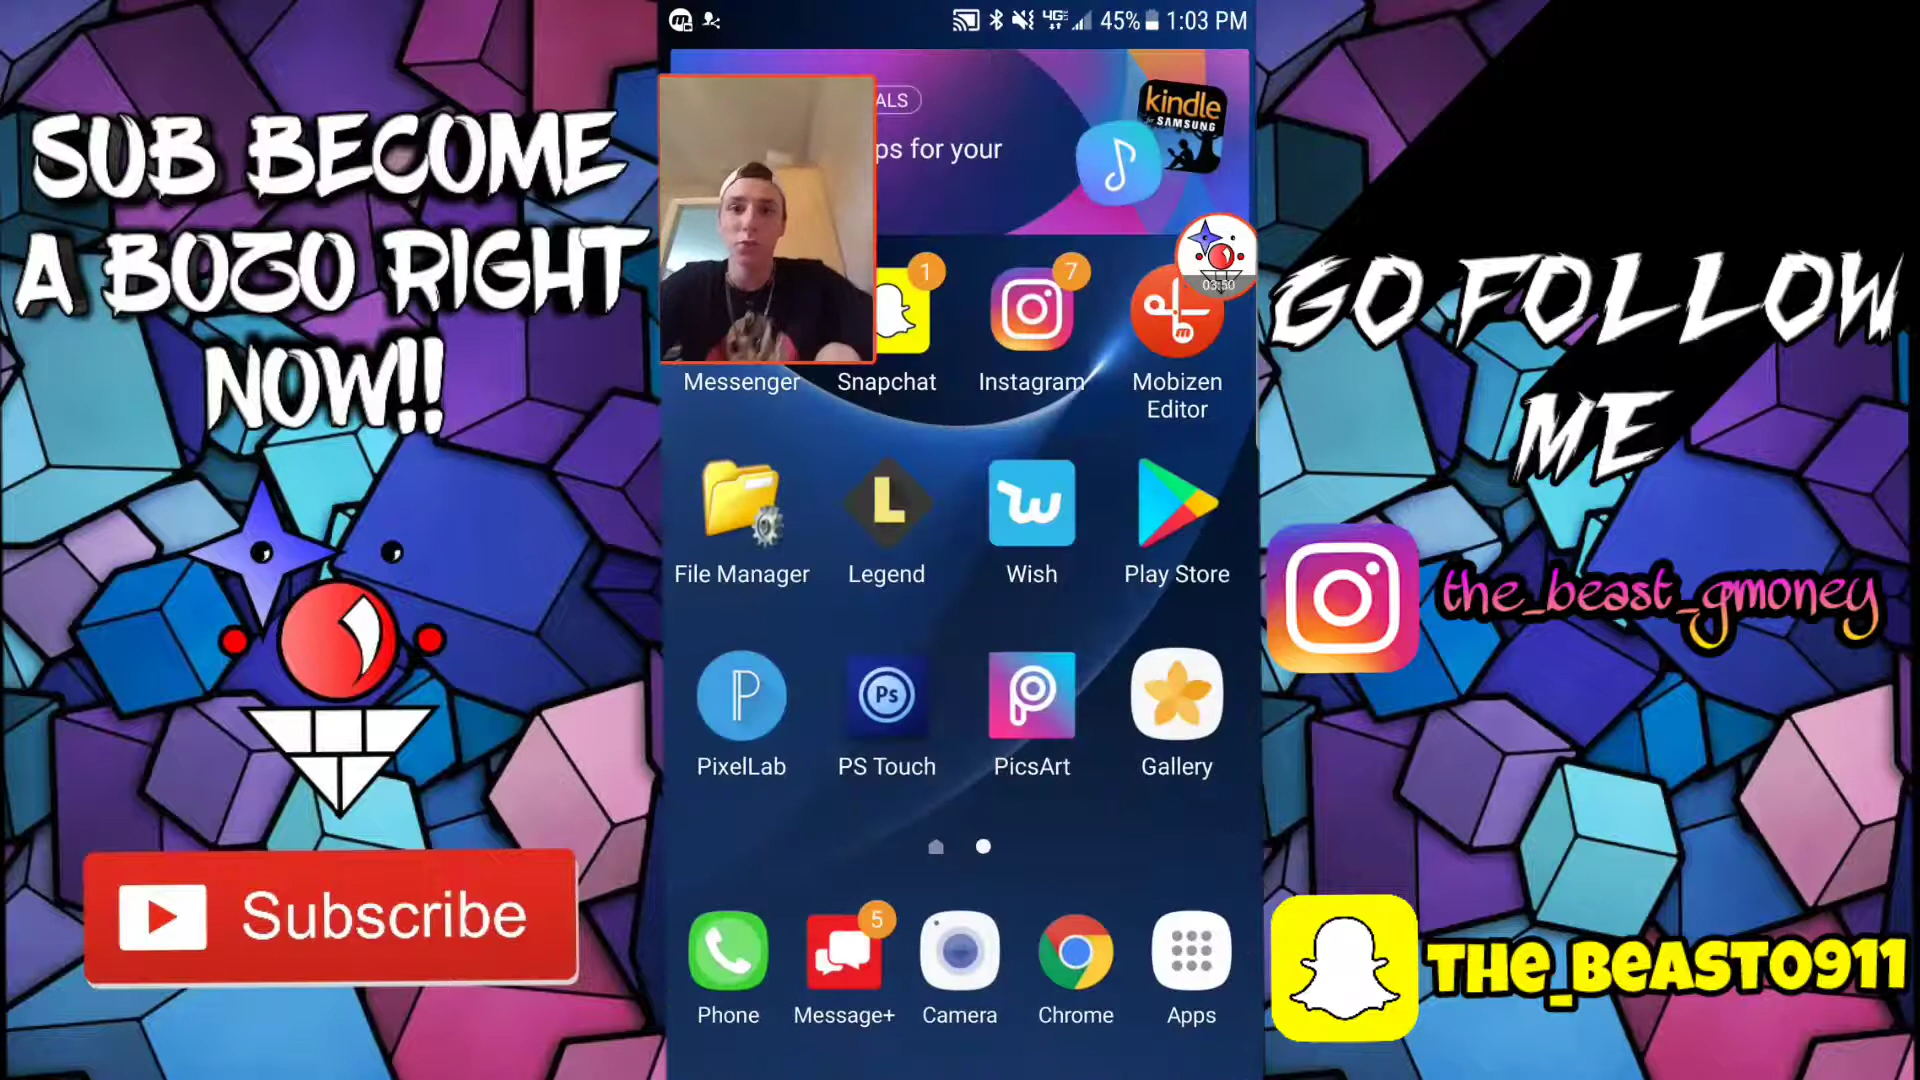 SUB BECOME
A BOZO RIGHT
NOW!!
Subscribe
45% 1:03 PM
ALS
ps for your
kindle
for SAMSUNG
03:50
1
7
Messenger
Snapchat
Instagram
Mobizen
Editor
L
File Manager
Legend
Wish
Play Store
Ps
PixelLab
PS Touch
PicsArt
Gallery
5
Phone
Message+
Camera
Chrome
Apps
GO FOLLOW
ME
the_beast_gmoney
THE_BEAST0911